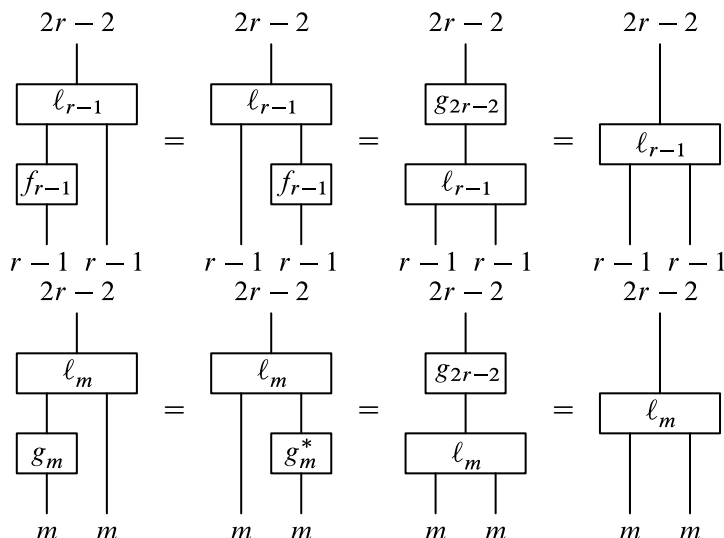 2r − 2 2r − 2 2r − 2 2r − 2
ℓ_{r−1} ℓ_{r−1} g_{2r−2}
= = = ℓ_{r−1}
f_{r−1} f_{r−1} ℓ_{r−1}
r − 1 r − 1 r − 1 r − 1 r − 1 r − 1 r − 1 r − 1
2r − 2 2r − 2 2r − 2 2r − 2
ℓ_m ℓ_m g_{2r−2}
= = = ℓ_m
g_m g_m^* ℓ_m
m m m m m m m m